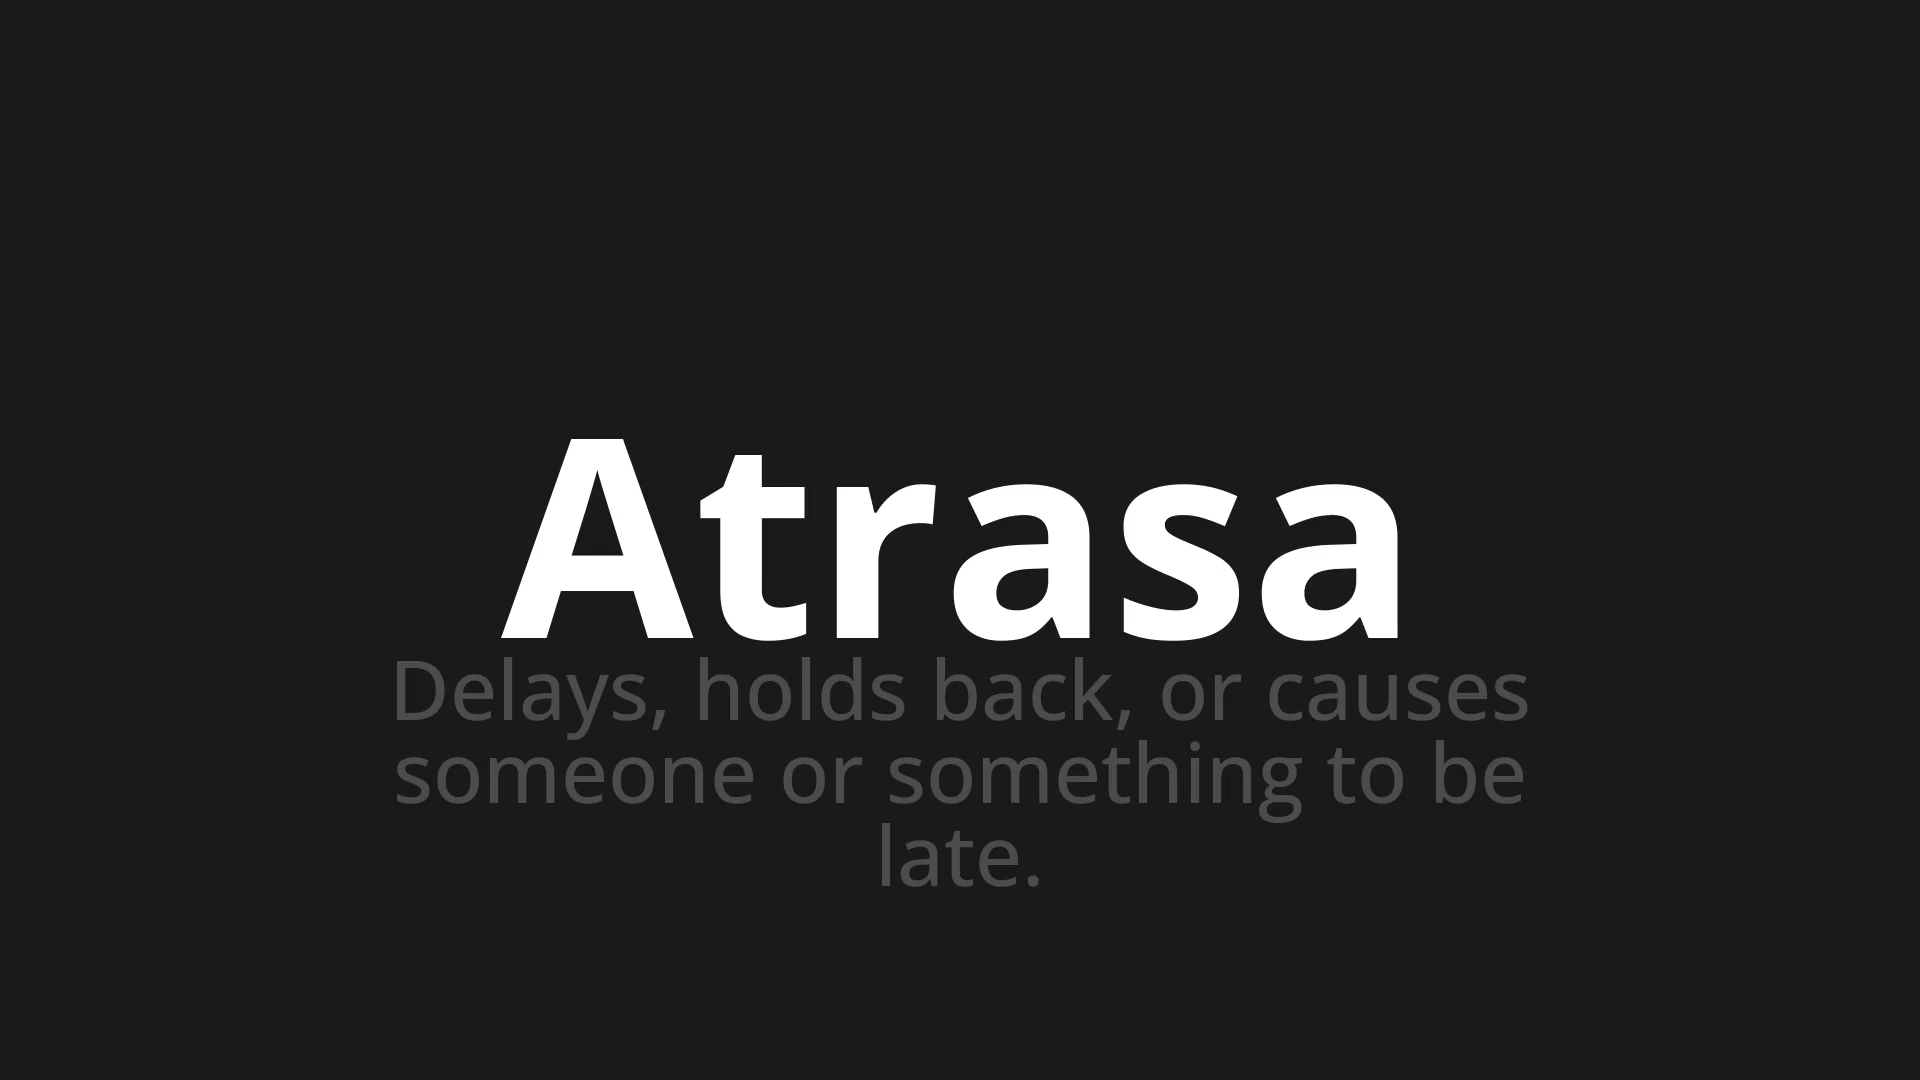 Atrasa
Delays, holds back, or causes
someone or something to be
late.